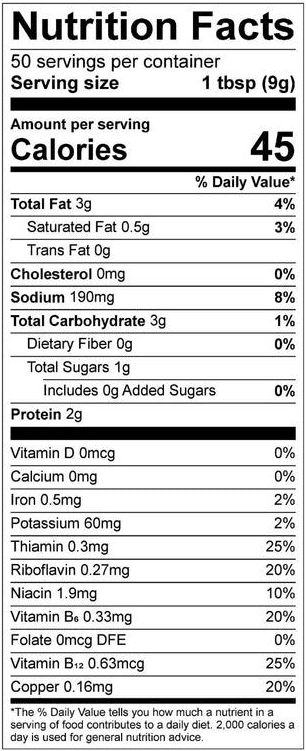 Nutrition Facts
50 servings per container
Serving size 1 tbsp (9g)
Amount per serving
Calories 45
% Daily Value*
Total Fat 3g 4%
Saturated Fat 0.5g 3%
Trans Fat 0g
Cholesterol 0mg 0%
Sodium 190mg 8%
Total Carbohydrate 3g 1%
Dietary Fiber 0g 0%
Total Sugars 1g
Includes 0g Added Sugars 0%
Protein 2g
Vitamin D 0mcg 0%
Calcium 0mg 0%
Iron 0.5mg 2%
Potassium 60mg 2%
Thiamin 0.3mg 25%
Riboflavin 0.27mg 20%
Niacin 1.9mg 10%
Vitamin B₆ 0.33mg 20%
Folate 0mcg DFE 0%
Vitamin B₁₂ 0.63mcg 25%
Copper 0.16mg 20%
*The % Daily Value tells you how much a nutrient in a
serving of food contributes to a daily diet. 2,000 calories a
day is used for general nutrition advice.